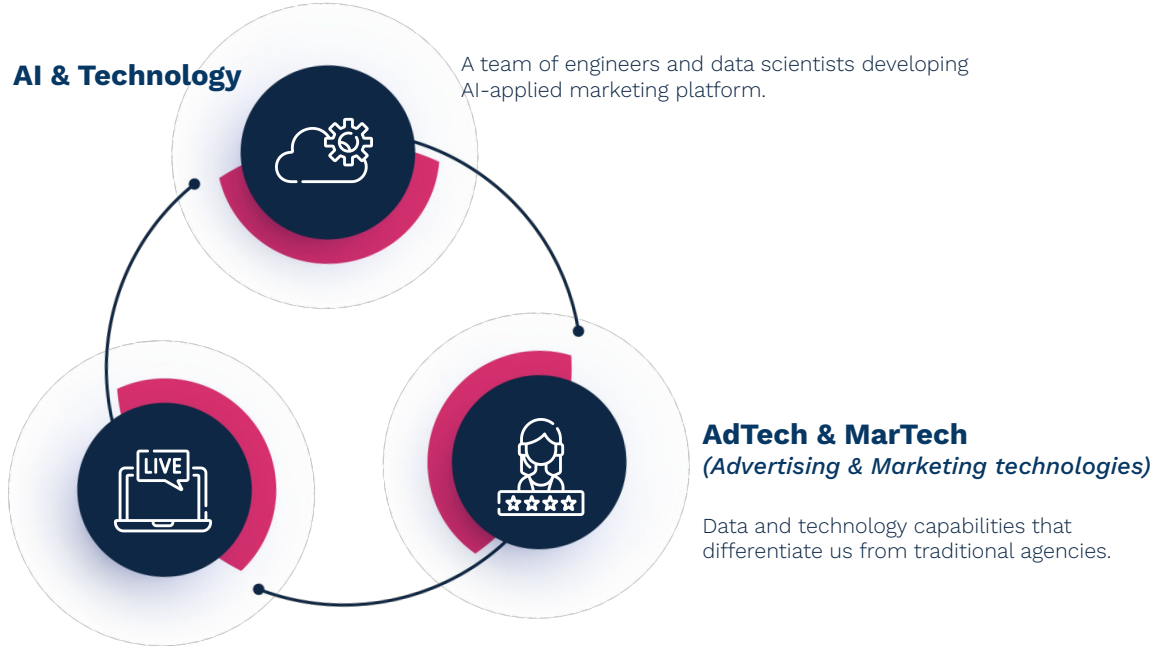 AI & Technology
A team of engineers and data scientists developing
AI-applied marketing platform.
LIVE
AdTech & MarTech
(Advertising & Marketing technologies)
Data and technology capabilities that
differentiate us from traditional agencies.